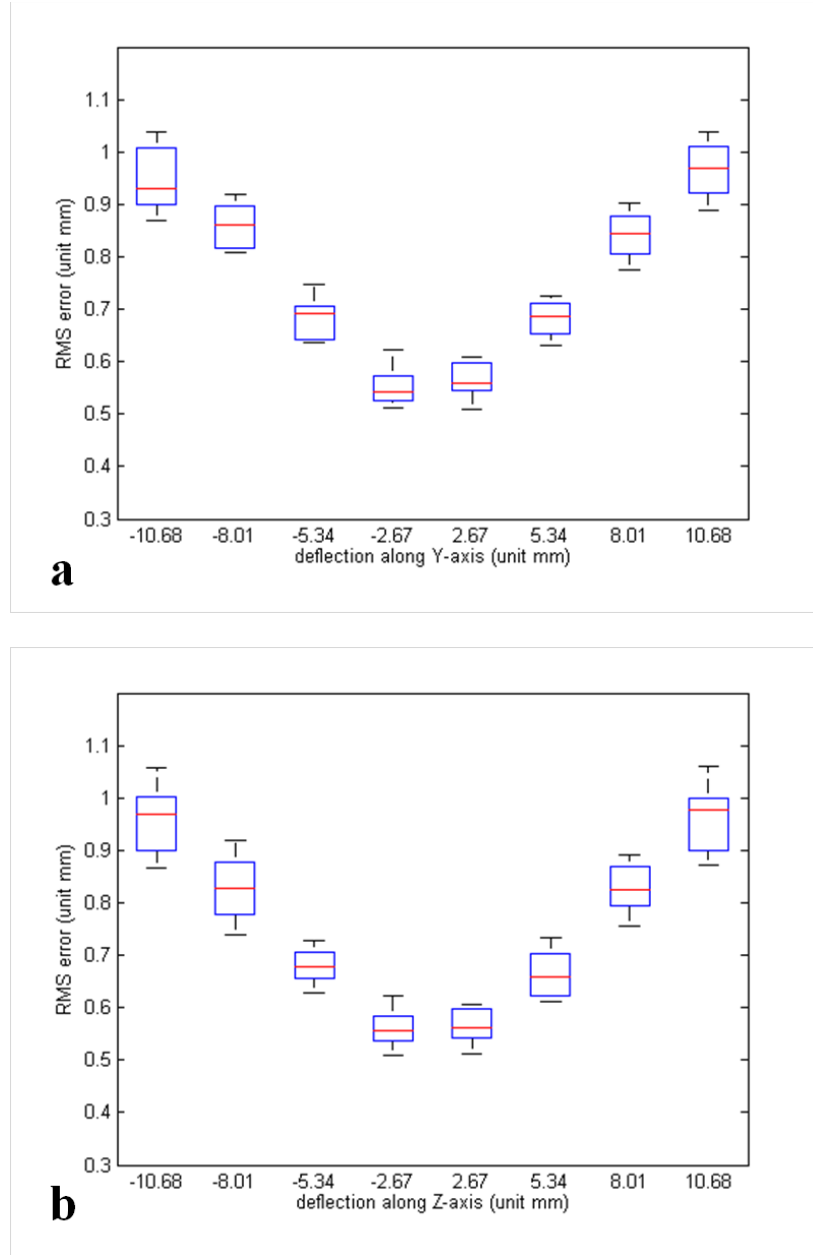 1.1
1
0.9
0.8
0.7
0.6
0.5
0.4
0.3
RMS error (unit mm)
-10.68 -8.01 -5.34 -2.67 2.67 5.34 8.01 10.68
deflection along Y-axis (unit mm)
a
1.1
1
0.9
0.8
0.7
0.6
0.5
0.4
0.3
RMS error (unit mm)
-10.68 -8.01 -5.34 -2.67 2.67 5.34 8.01 10.68
deflection along Z-axis (unit mm)
b